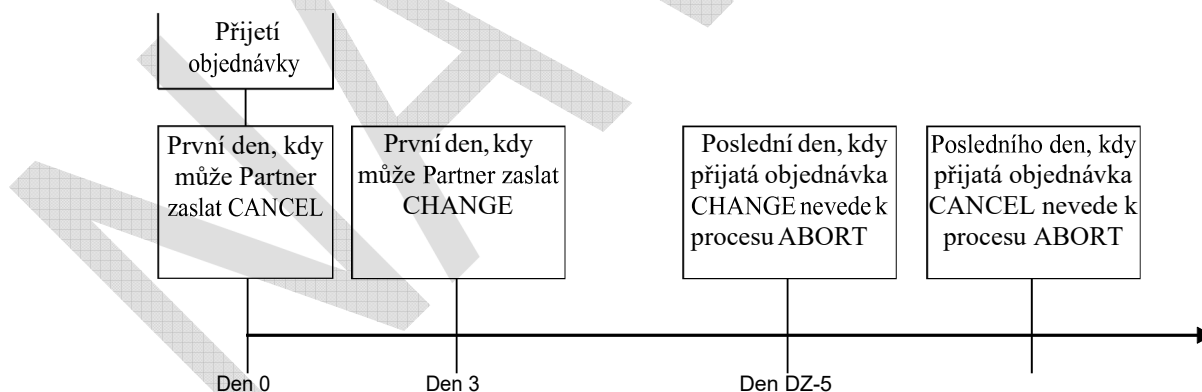 Přijetí
objednávky
První den, kdy
může Partner
zaslat CANCEL
První den, kdy
může Partner zaslat
CHANGE
Poslední den, kdy
přijatá objednávka
CHANGE nevede k
procesu ABORT
Posledního den, kdy
přijatá objednávka
CANCEL nevede k
procesu ABORT
Den 0
Den 3
Den DZ-5